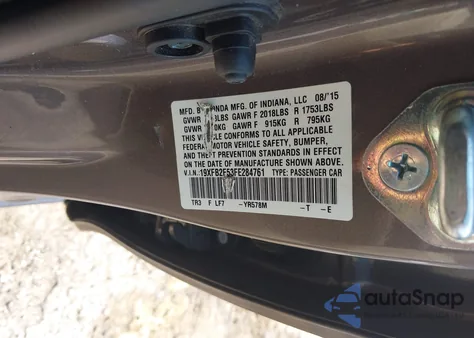 MFD. BY HONDA MFG. OF INDIANA, LLC 08/'15
GVWR LBS GAWR F 2018LBS R 1753LBS
GVWR KG GAWR F 915KG R 795KG
THIS VEHICLE CONFORMS TO ALL APPLICABLE
FEDERAL MOTOR VEHICLE SAFETY, BUMPER,
AND THEFT PREVENTION STANDARDS IN EFFECT
ON THE DATE OF MANUFACTURE SHOWN ABOVE.
V.I.N.: 19XFB2F53FE284761 TYPE: PASSENGER CAR
TR3 F LF7 -YR578M -T -E
autoSnap